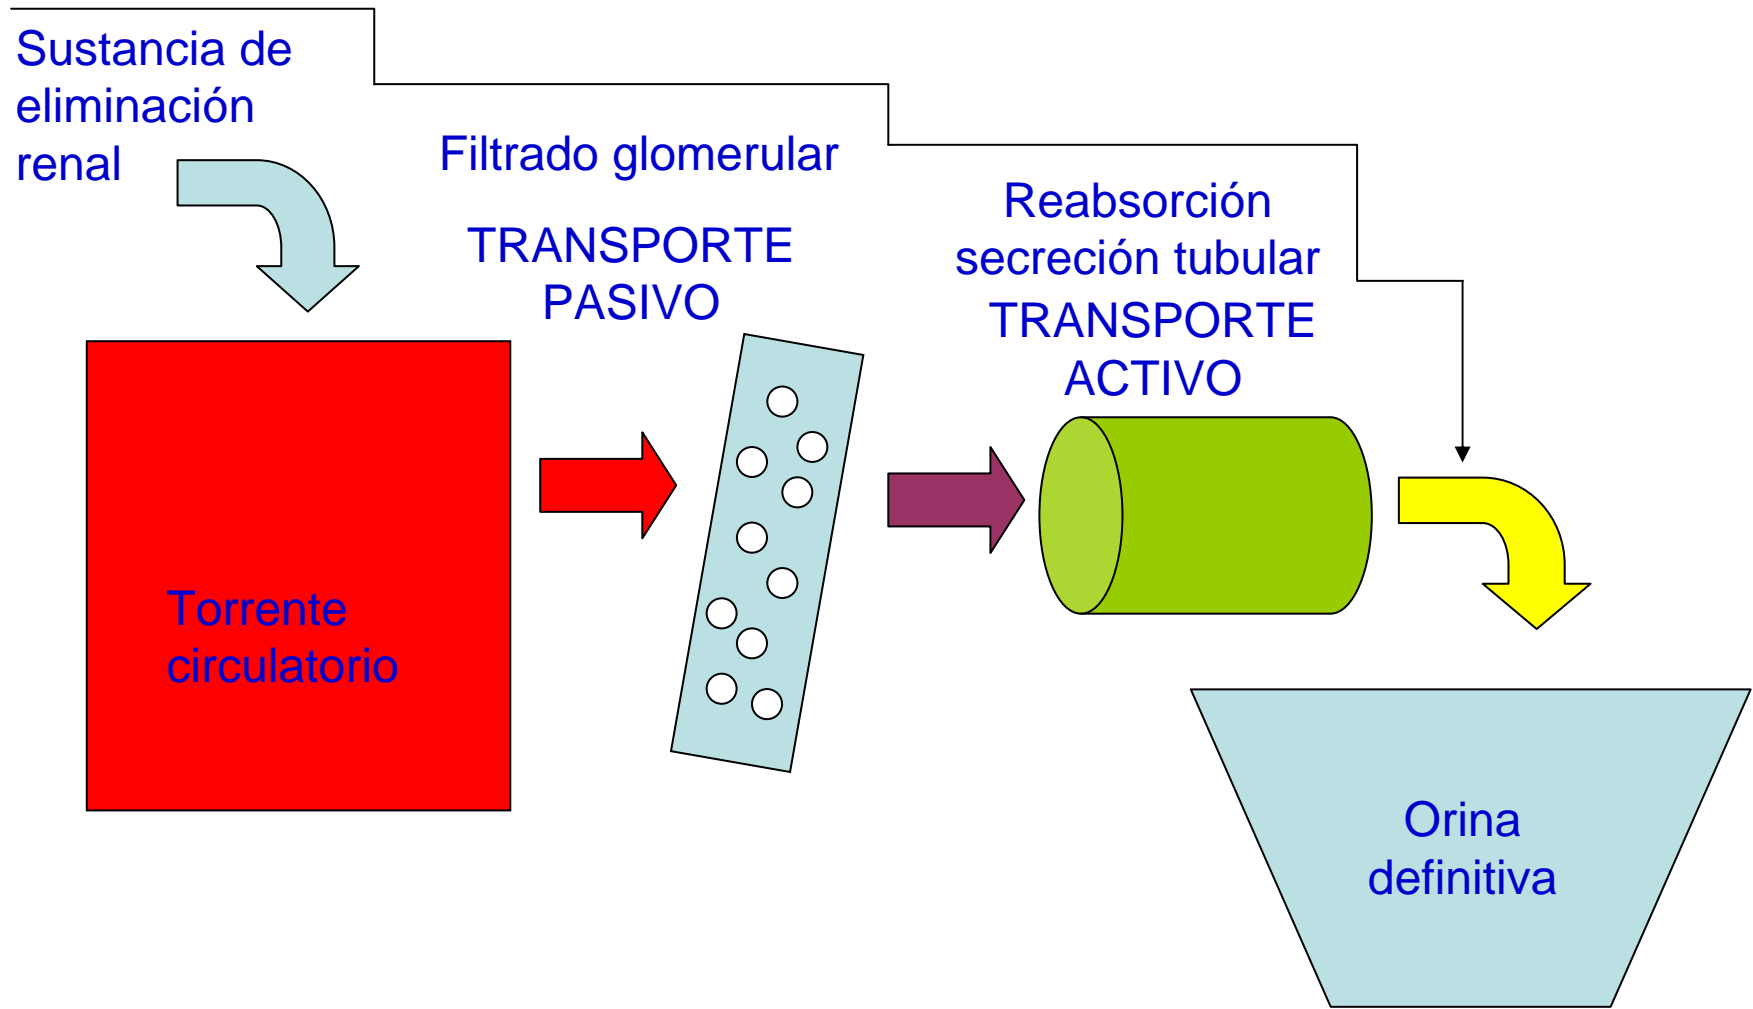 Sustancia de
eliminación
renal
Filtrado glomerular
TRANSPORTE
PASIVO
Reabsorción
secreción tubular
TRANSPORTE
ACTIVO
Torrente
circulatorio
Orina
definitiva